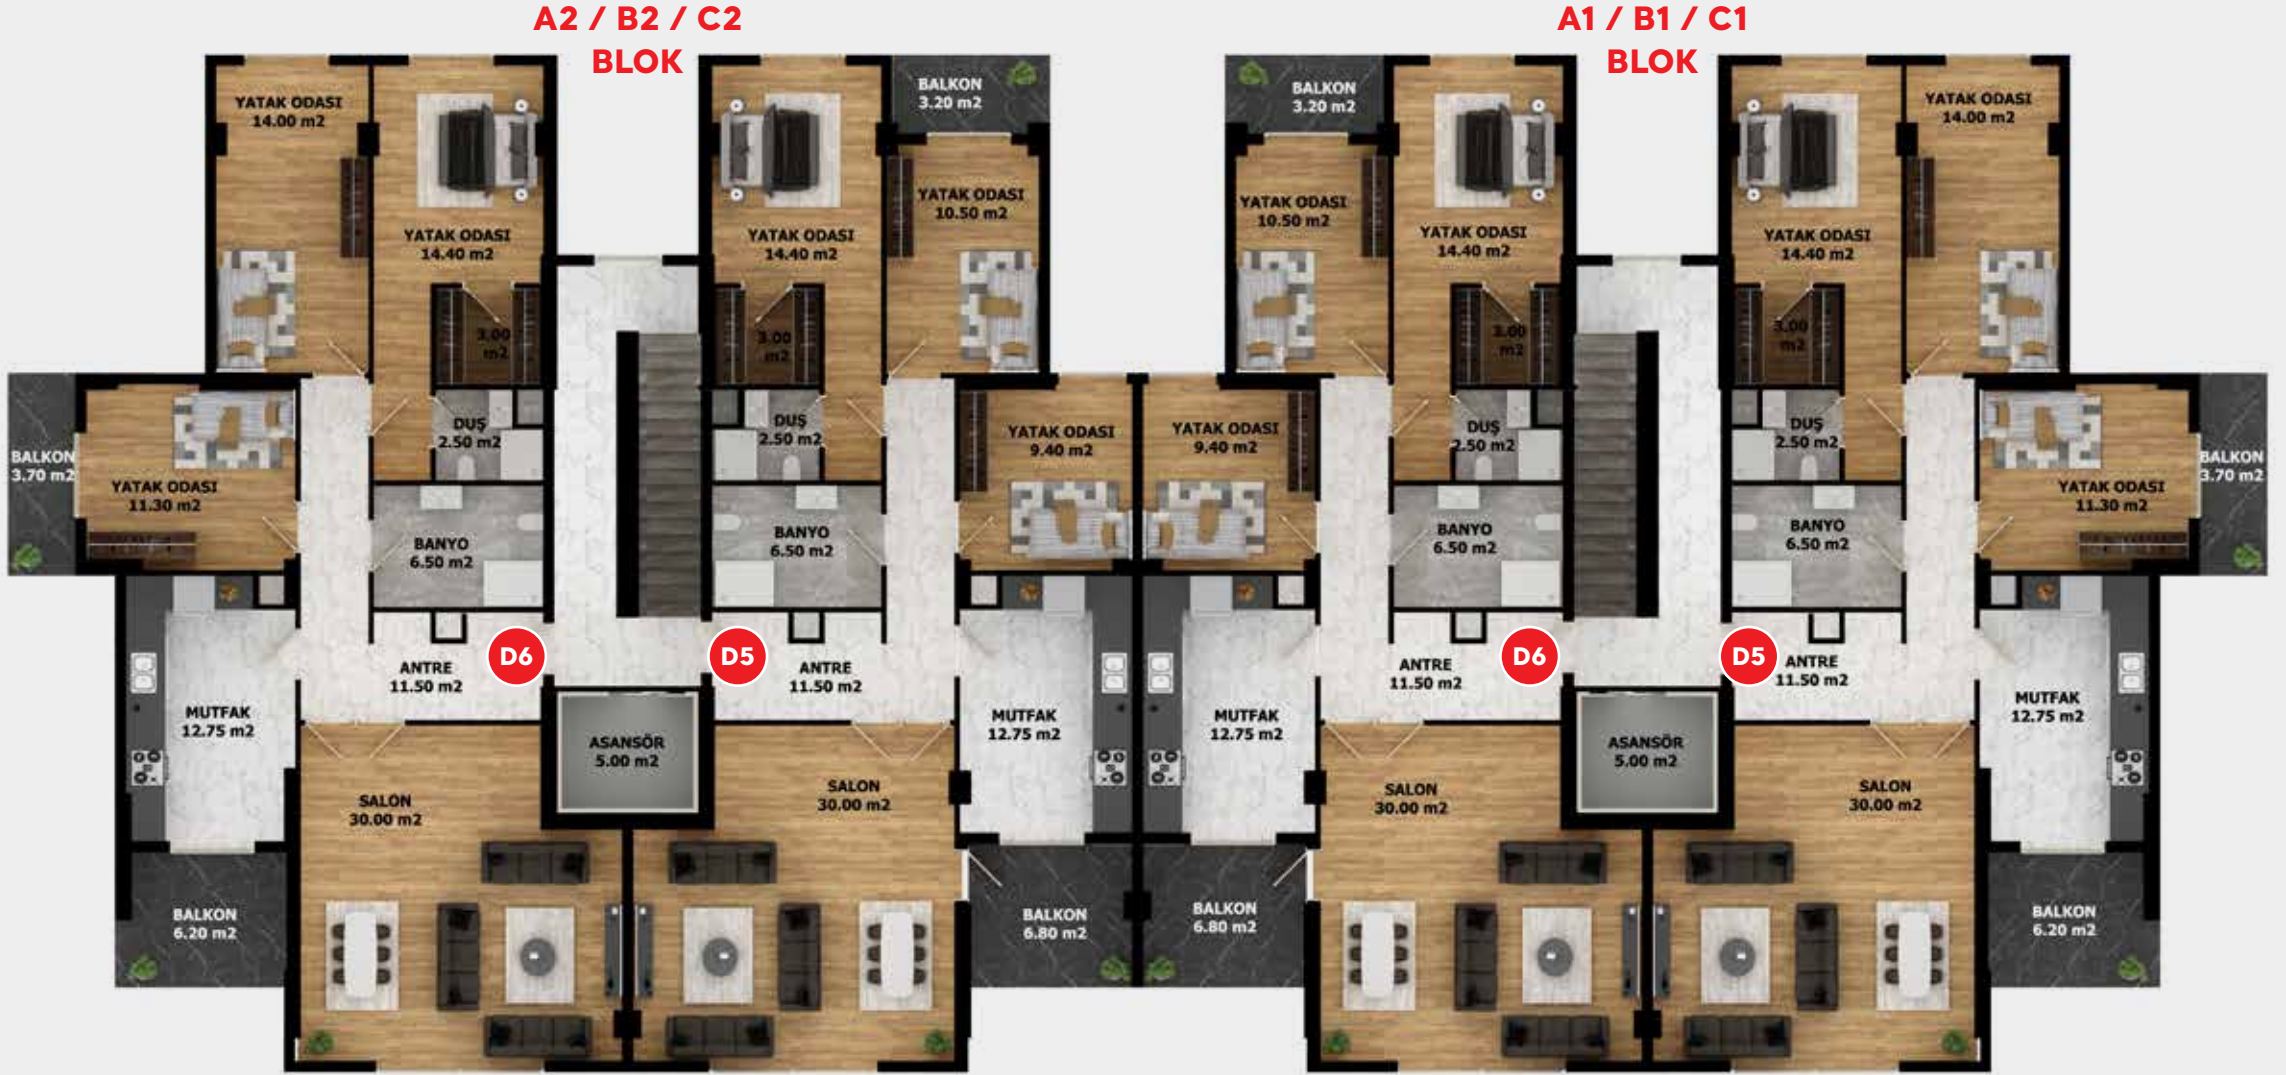 A2 / B2 / C2
BLOK
A1 / B1 / C1
BLOK
YATAK ODASI
14.00 m2
YATAK ODASI
14.40 m2
3.00
m2
DUŞ
2.50 m2
BALKON
3.70 m2
YATAK ODASI
11.30 m2
BANYO
6.50 m2
ANTRE
11.50 m2
D6
MUTFAK
12.75 m2
SALON
30.00 m2
BALKON
6.20 m2
ASANSÖR
5.00 m2
BALKON
3.20 m2
YATAK ODASI
14.40 m2
YATAK ODASI
10.50 m2
3.00
m2
DUŞ
2.50 m2
YATAK ODASI
9.40 m2
BANYO
6.50 m2
D5
ANTRE
11.50 m2
MUTFAK
12.75 m2
SALON
30.00 m2
BALKON
6.80 m2
BALKON
3.20 m2
YATAK ODASI
10.50 m2
YATAK ODASI
14.40 m2
3.00
m2
DUŞ
2.50 m2
YATAK ODASI
9.40 m2
BANYO
6.50 m2
ANTRE
11.50 m2
D6
MUTFAK
12.75 m2
SALON
30.00 m2
BALKON
6.80 m2
ASANSÖR
5.00 m2
YATAK ODASI
14.00 m2
YATAK ODASI
14.40 m2
3.00
m2
DUŞ
2.50 m2
BALKON
3.70 m2
YATAK ODASI
11.30 m2
BANYO
6.50 m2
D5
ANTRE
11.50 m2
MUTFAK
12.75 m2
SALON
30.00 m2
BALKON
6.20 m2